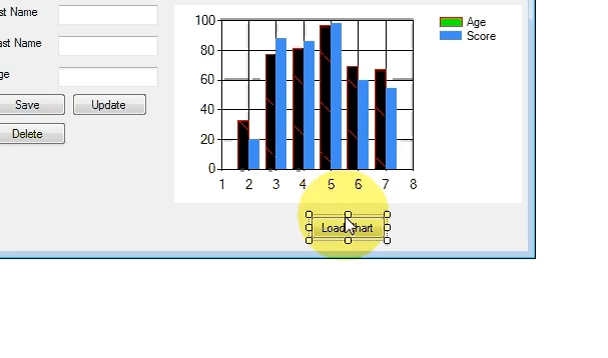 st Name
ast Name
ge
Save
Update
Delete
100
80
60
40
20
0
1 2 3 4 5 6 7 8
Age
Score
Load Chart